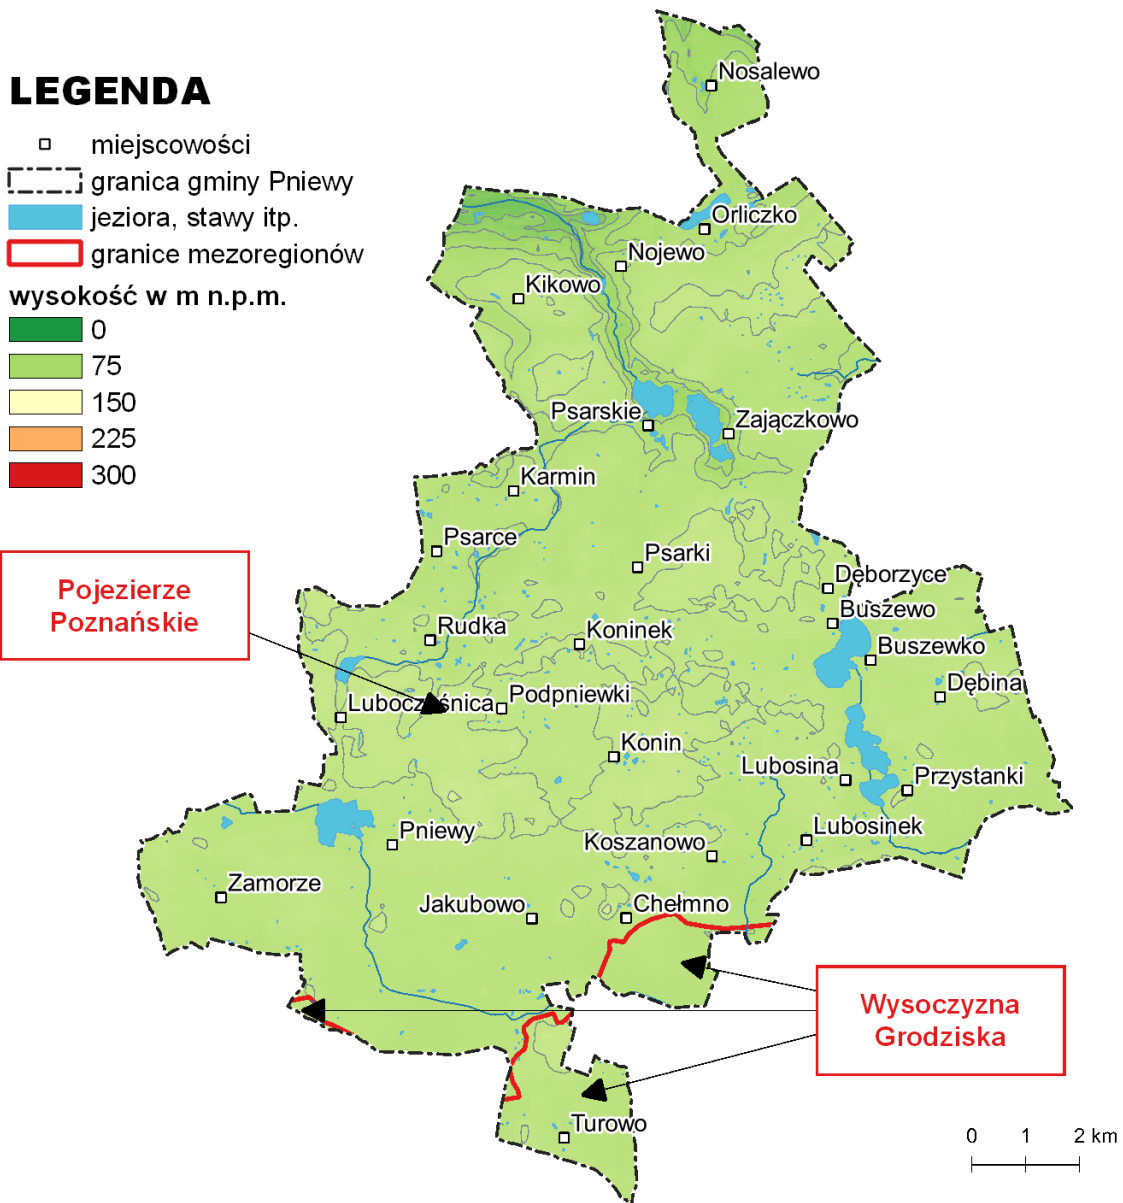 LEGENDA
miejscowości
granica gminy Pniewy
jeziora, stawy itp.
granice mezoregionów
wysokość w m n.p.m.
0
75
150
225
300
Nosalewo
Orliczko
Nojewo
Kikowo
Psarskie
Zajączkowo
Karmin
Psarce
Psarki
Dęborzyce
Pojezierze
Poznańskie
Buszewo
Rudka
Koninek
Buszewko
Dębina
Podpniewki
Konin
Lubosina
Przystanki
Pniewy
Koszanowo
Lubosinek
Zamorze
Jakubowo
Chełmno
Wysoczyzna
Grodziska
Turowo
0 1 2 km